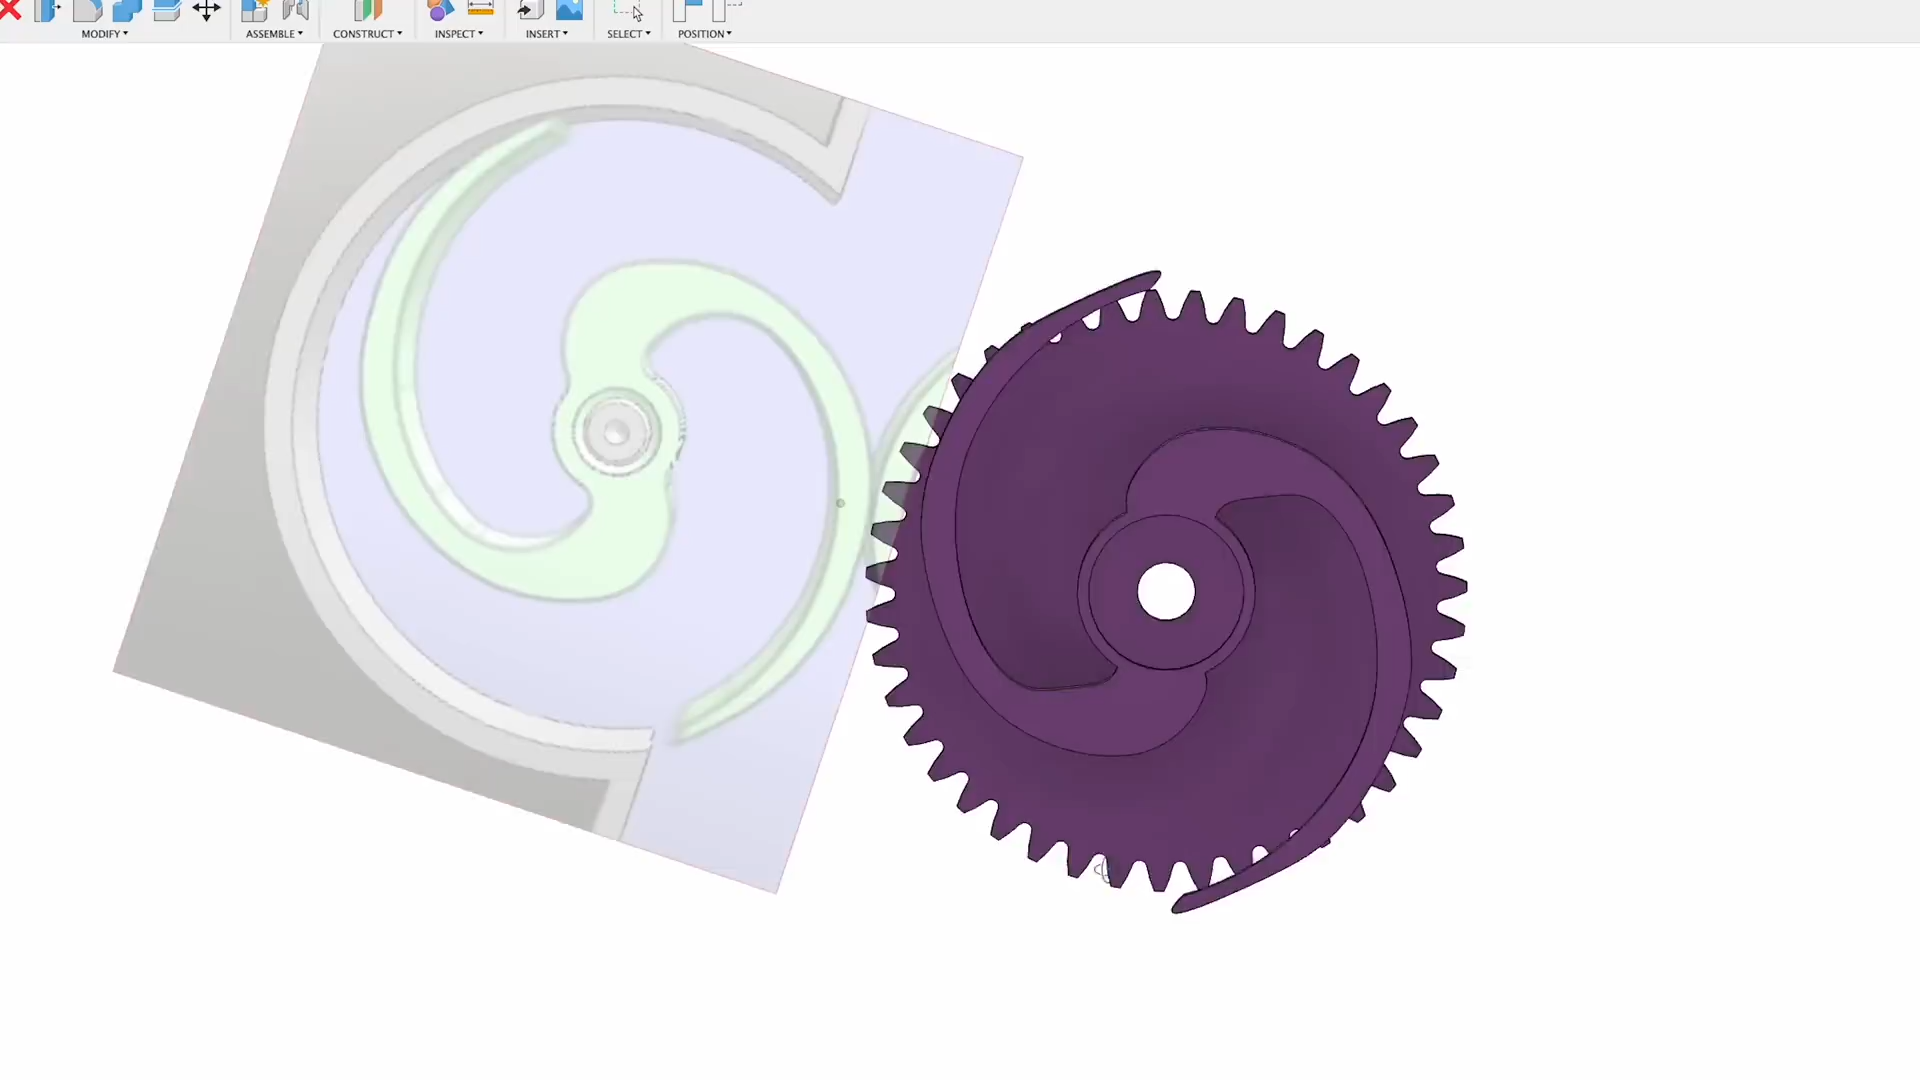 MODIFY▾ ASSEMBLE▾ CONSTRUCT▾ INSPECT▾ INSERT▾ SELECT▾ POSITION▾